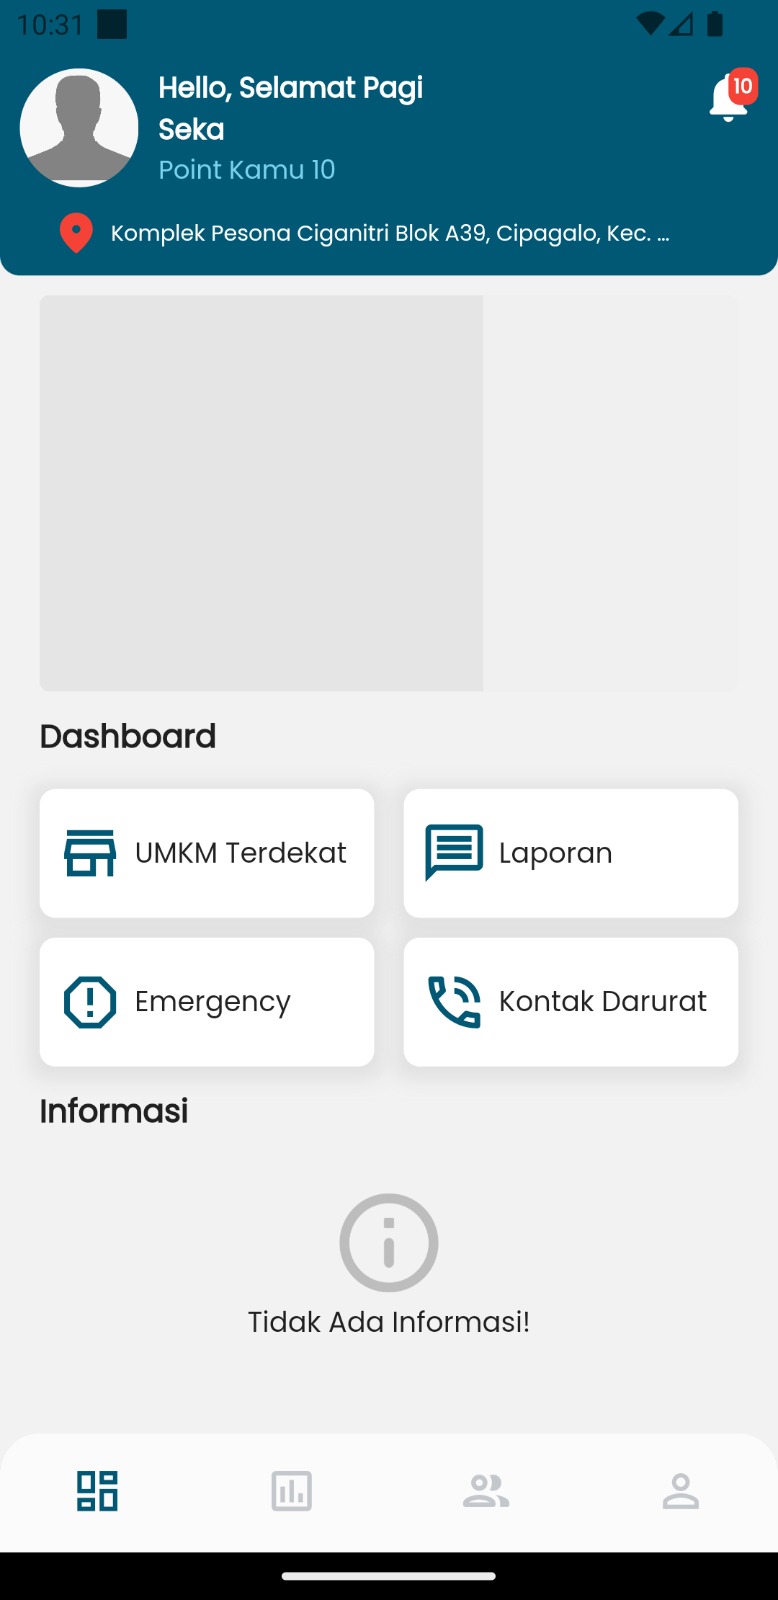 10:31
10
Hello, Selamat Pagi
Seka
Point Kamu 10
Komplek Pesona Ciganitri Blok A39, Cipagalo, Kec. ...
Dashboard
UMKM Terdekat
Laporan
Emergency
Kontak Darurat
Informasi
Tidak Ada Informasi!